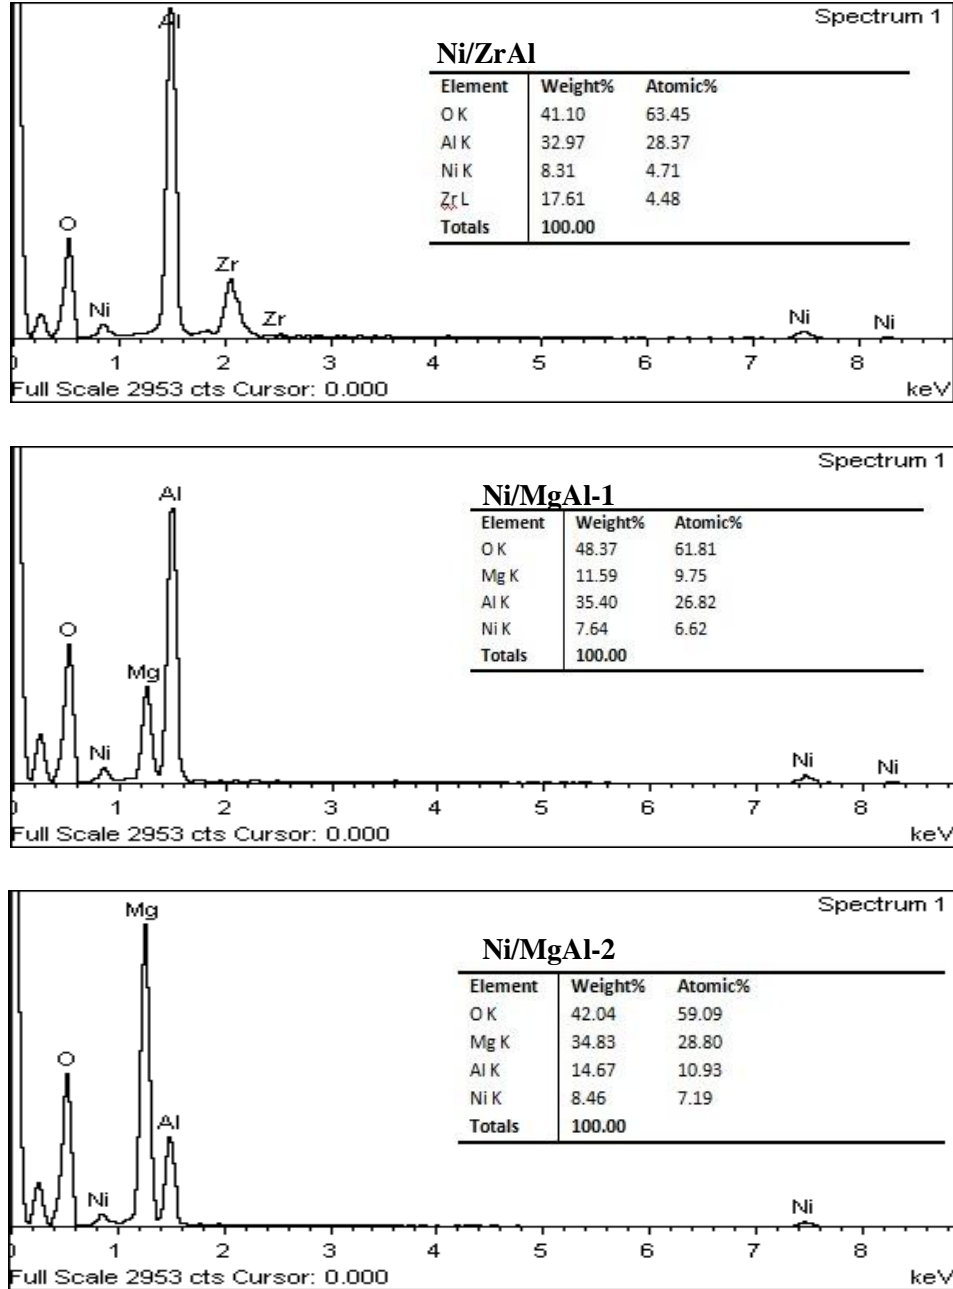 Spectrum 1
Al
Ni/ZrAl
Element Weight% Atomic%
O K 41.10 63.45
Al K 32.97 28.37
Ni K 8.31 4.71
Zr L 17.61 4.48
Totals 100.00
O
Ni
Zr
Zr
Ni
Ni
0 1 2 3 4 5 6 7 8
Full Scale 2953 cts Cursor: 0.000 keV
Spectrum 1
Al
Ni/MgAl-1
Element Weight% Atomic%
O K 48.37 61.81
Mg K 11.59 9.75
Al K 35.40 26.82
Ni K 7.64 6.62
Totals 100.00
O
Mg
Ni
Ni
Ni
0 1 2 3 4 5 6 7 8
Full Scale 2953 cts Cursor: 0.000 keV
Spectrum 1
Mg
Ni/MgAl-2
Element Weight% Atomic%
O K 42.04 59.09
Mg K 34.83 28.80
Al K 14.67 10.93
Ni K 8.46 7.19
Totals 100.00
O
Al
Ni
Ni
0 1 2 3 4 5 6 7 8
Full Scale 2953 cts Cursor: 0.000 keV